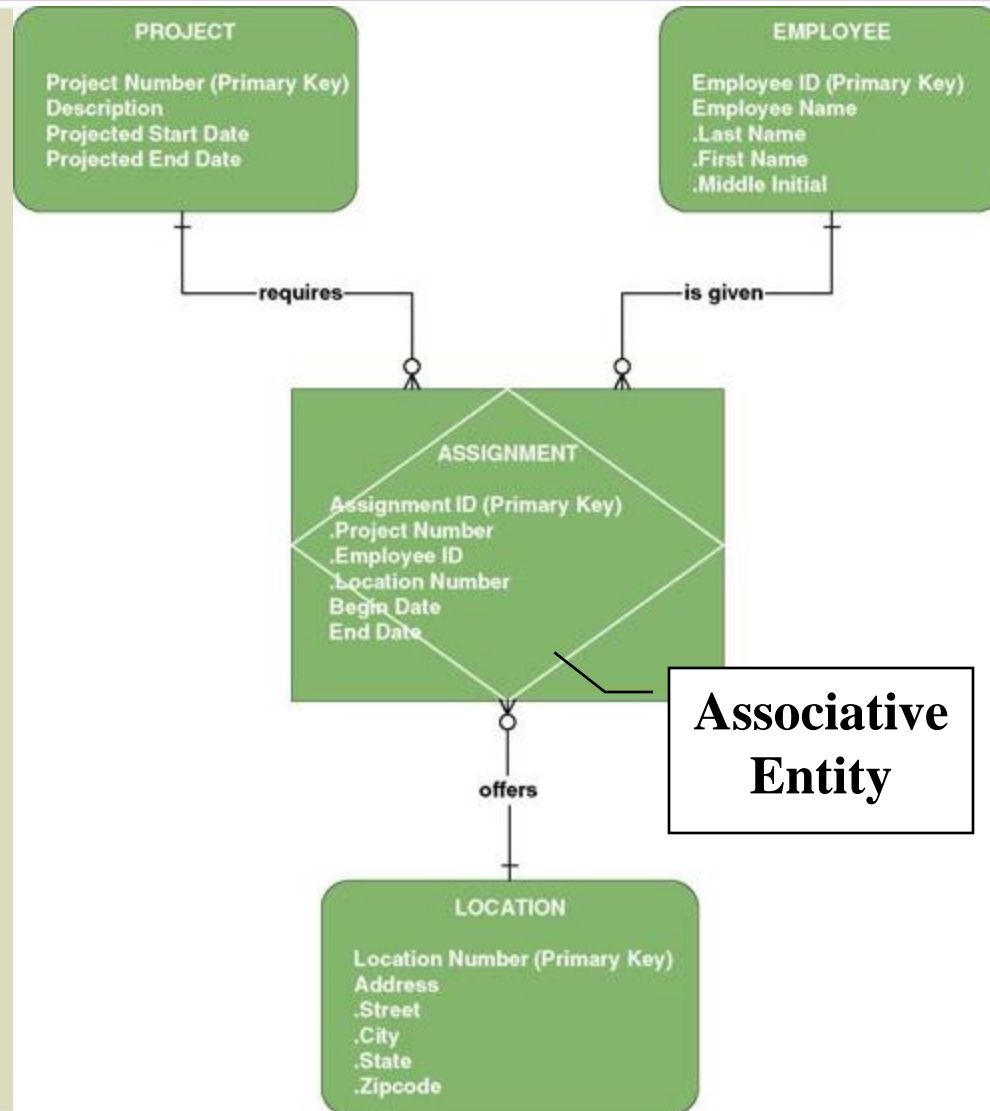 PROJECT
Project Number (Primary Key)
Description
Projected Start Date
Projected End Date
EMPLOYEE
Employee ID (Primary Key)
Employee Name
.Last Name
.First Name
.Middle Initial
requires
is given
ASSIGNMENT
Assignment ID (Primary Key)
.Project Number
.Employee ID
.Location Number
Begin Date
End Date
Associative
Entity
offers
LOCATION
Location Number (Primary Key)
Address
.Street
.City
.State
.Zipcode